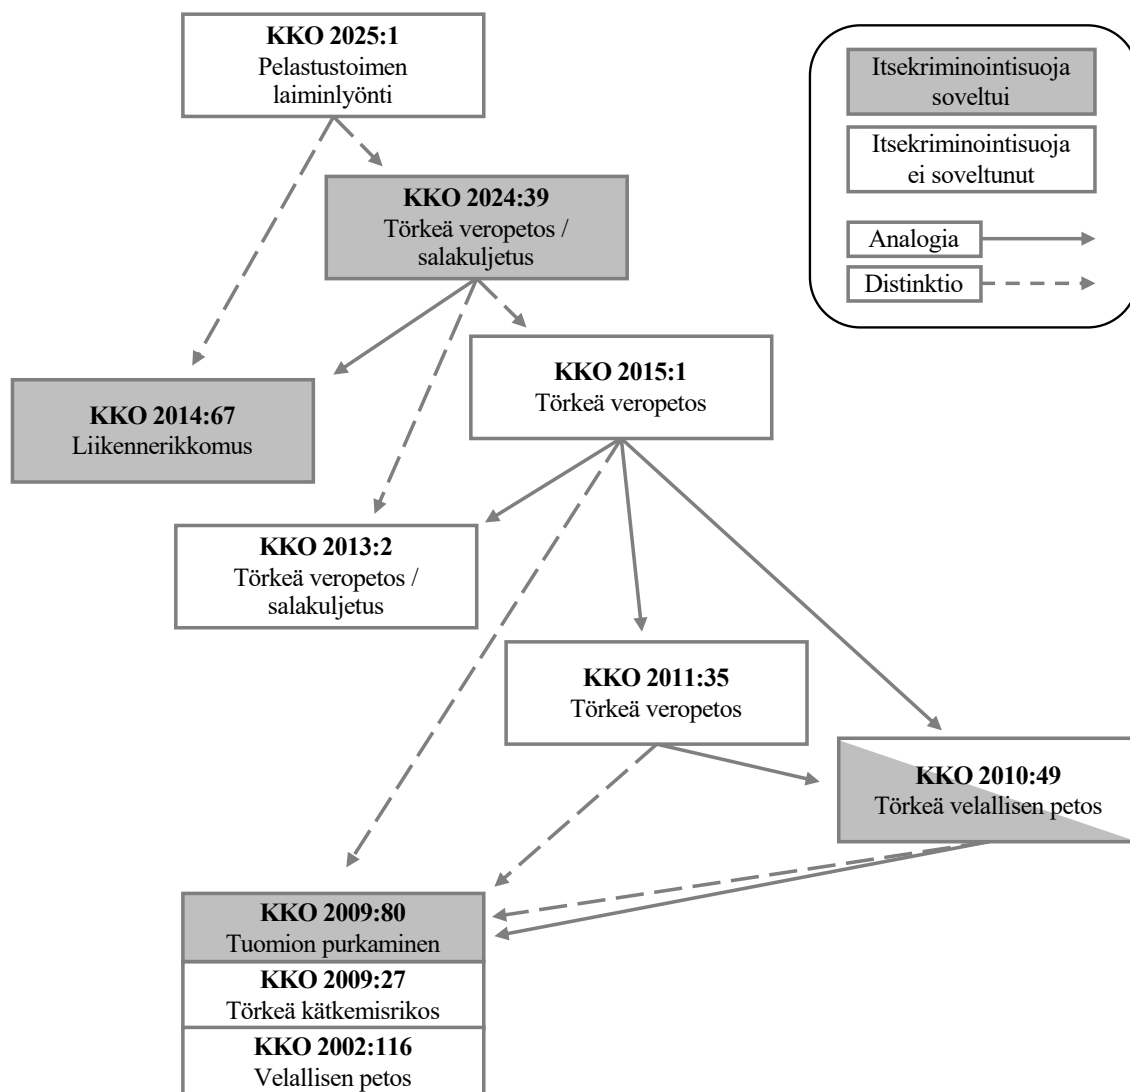 KKO 2025:1
Pelastustoimen
laiminlyönti
Itsekriminointisuoja
soveltui
Itsekriminointisuoja
ei soveltunut
Analogia
Distinktio
KKO 2024:39
Törkeä veropetos /
salakuljetus
KKO 2015:1
Törkeä veropetos
KKO 2014:67
Liikennerikkomus
KKO 2013:2
Törkeä veropetos /
salakuljetus
KKO 2011:35
Törkeä veropetos
KKO 2010:49
Törkeä velallisen petos
KKO 2009:80
Tuomion purkaminen
KKO 2009:27
Törkeä kätkemisrikos
KKO 2002:116
Velallisen petos